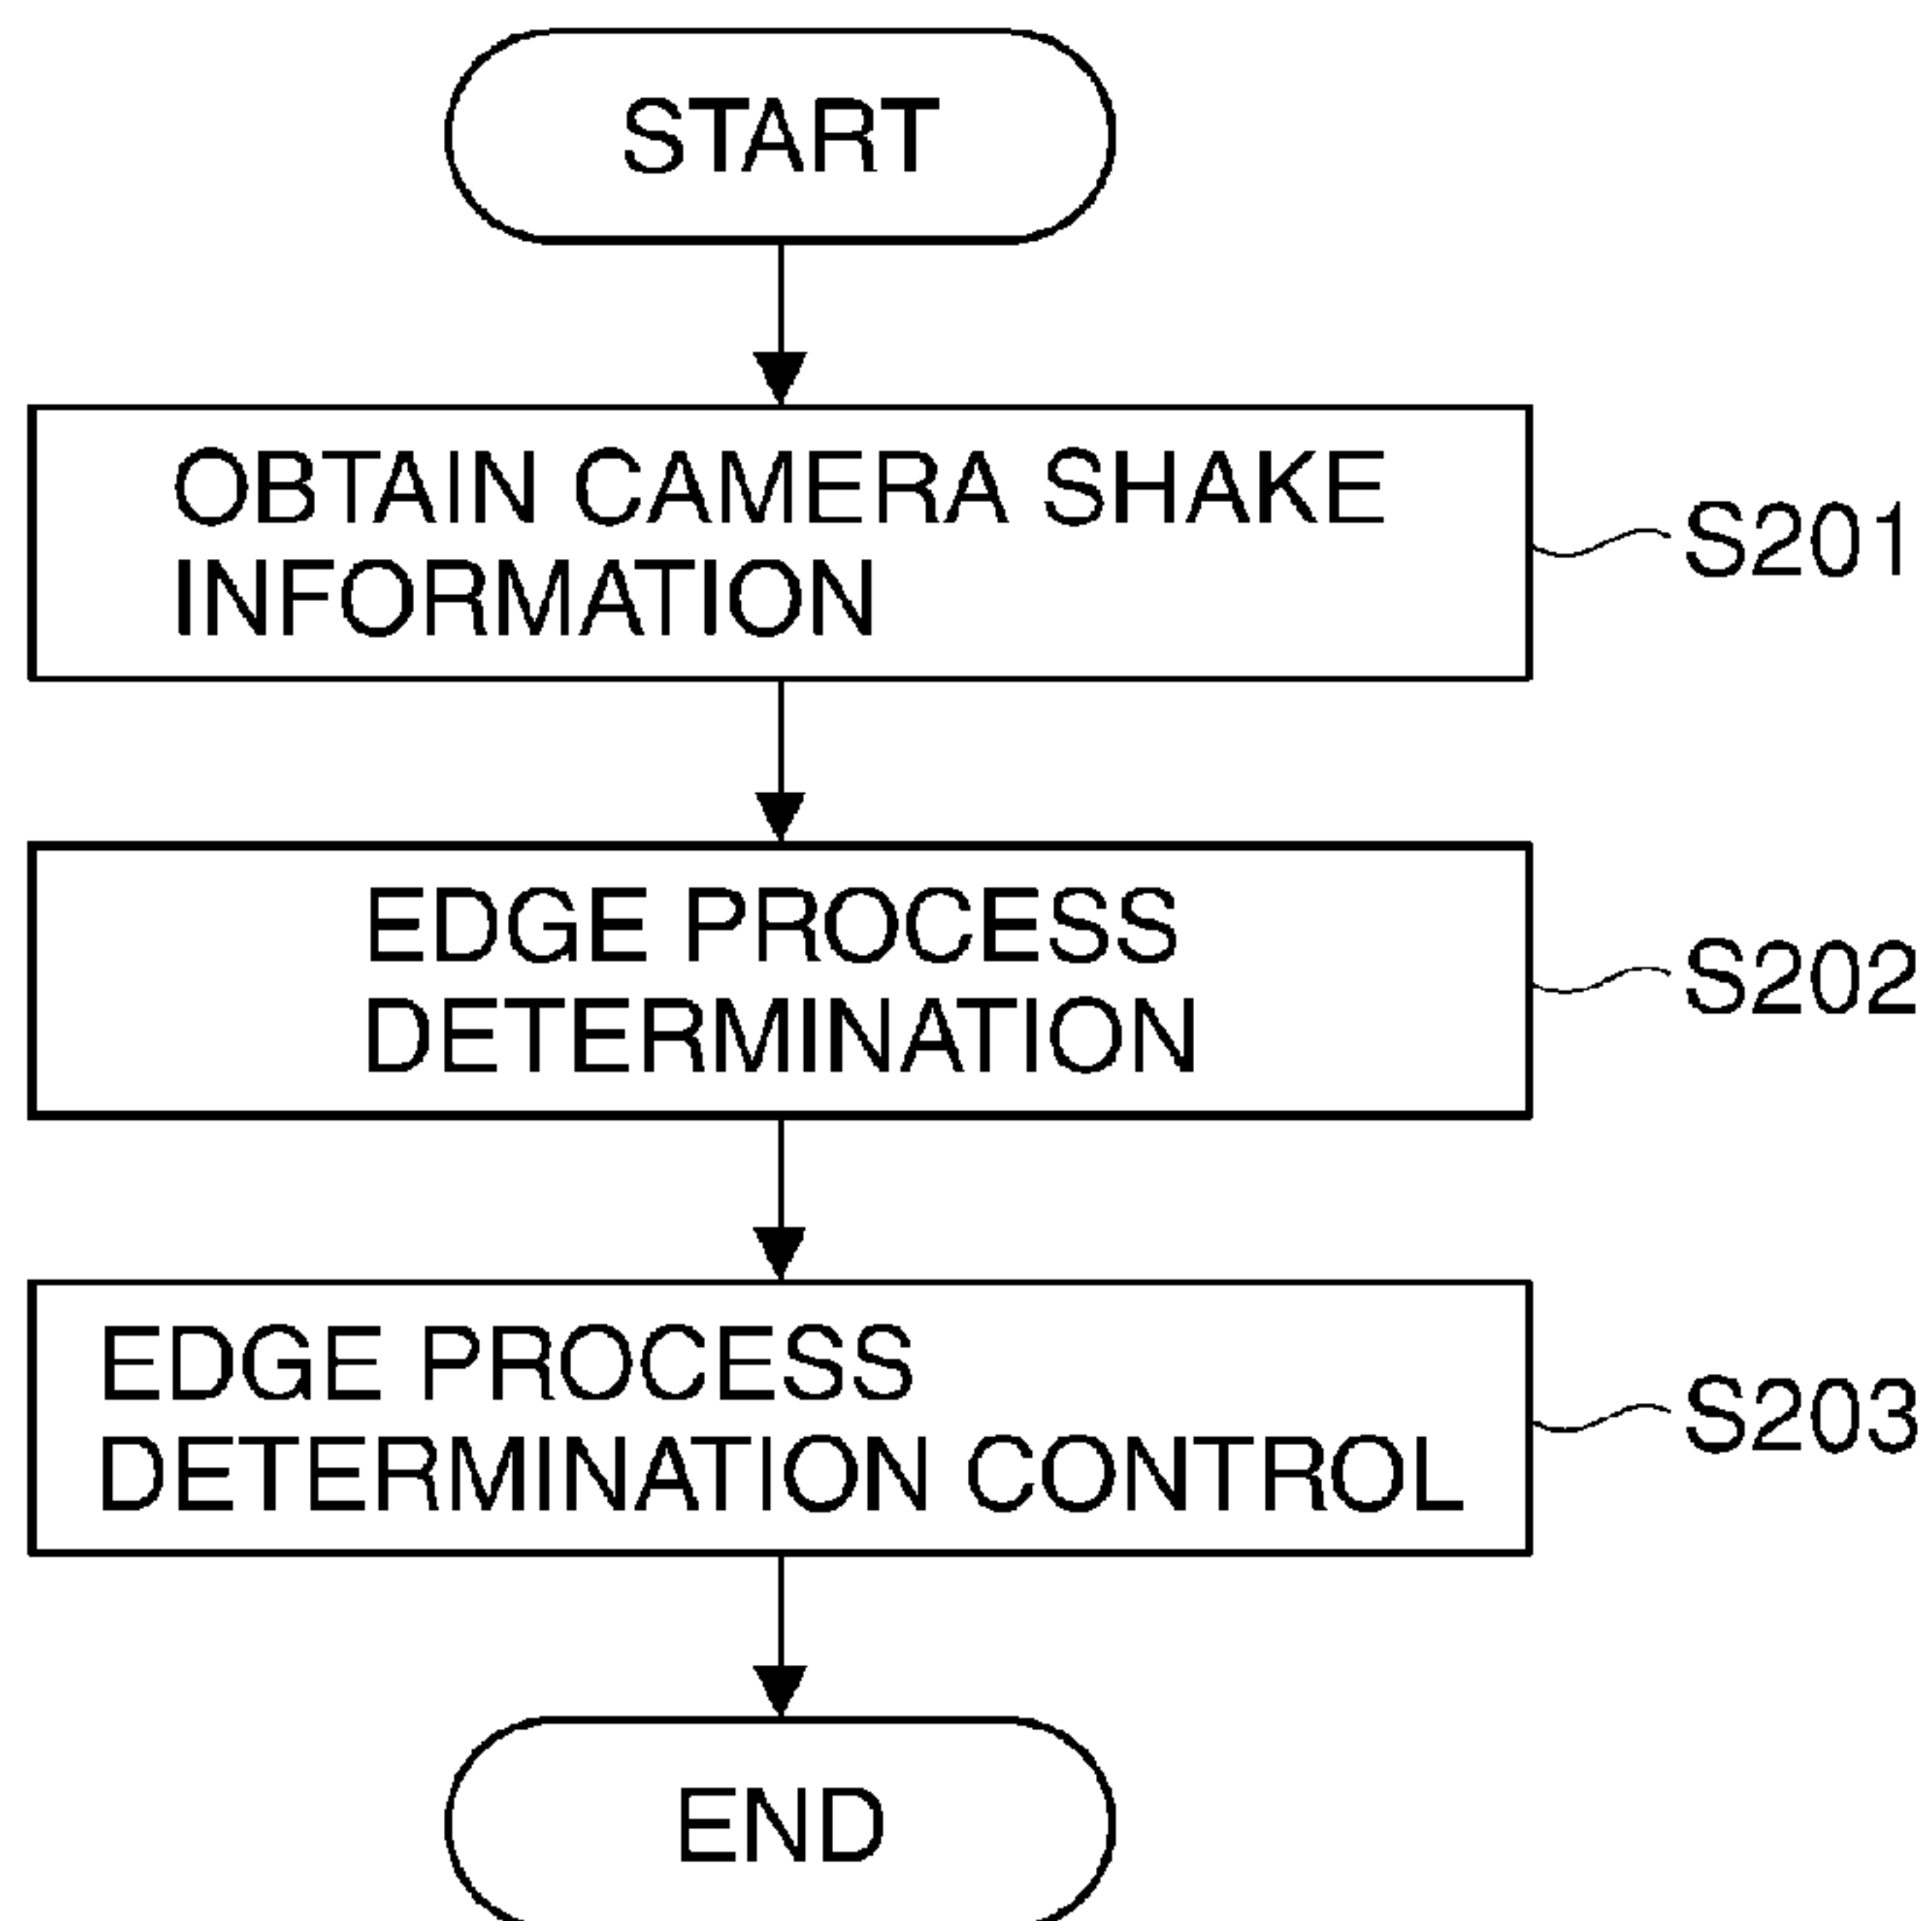 START
OBTAIN CAMERA SHAKE
INFORMATION
S201
EDGE PROCESS
DETERMINATION
S202
EDGE PROCESS
DETERMINATION CONTROL
S203
END